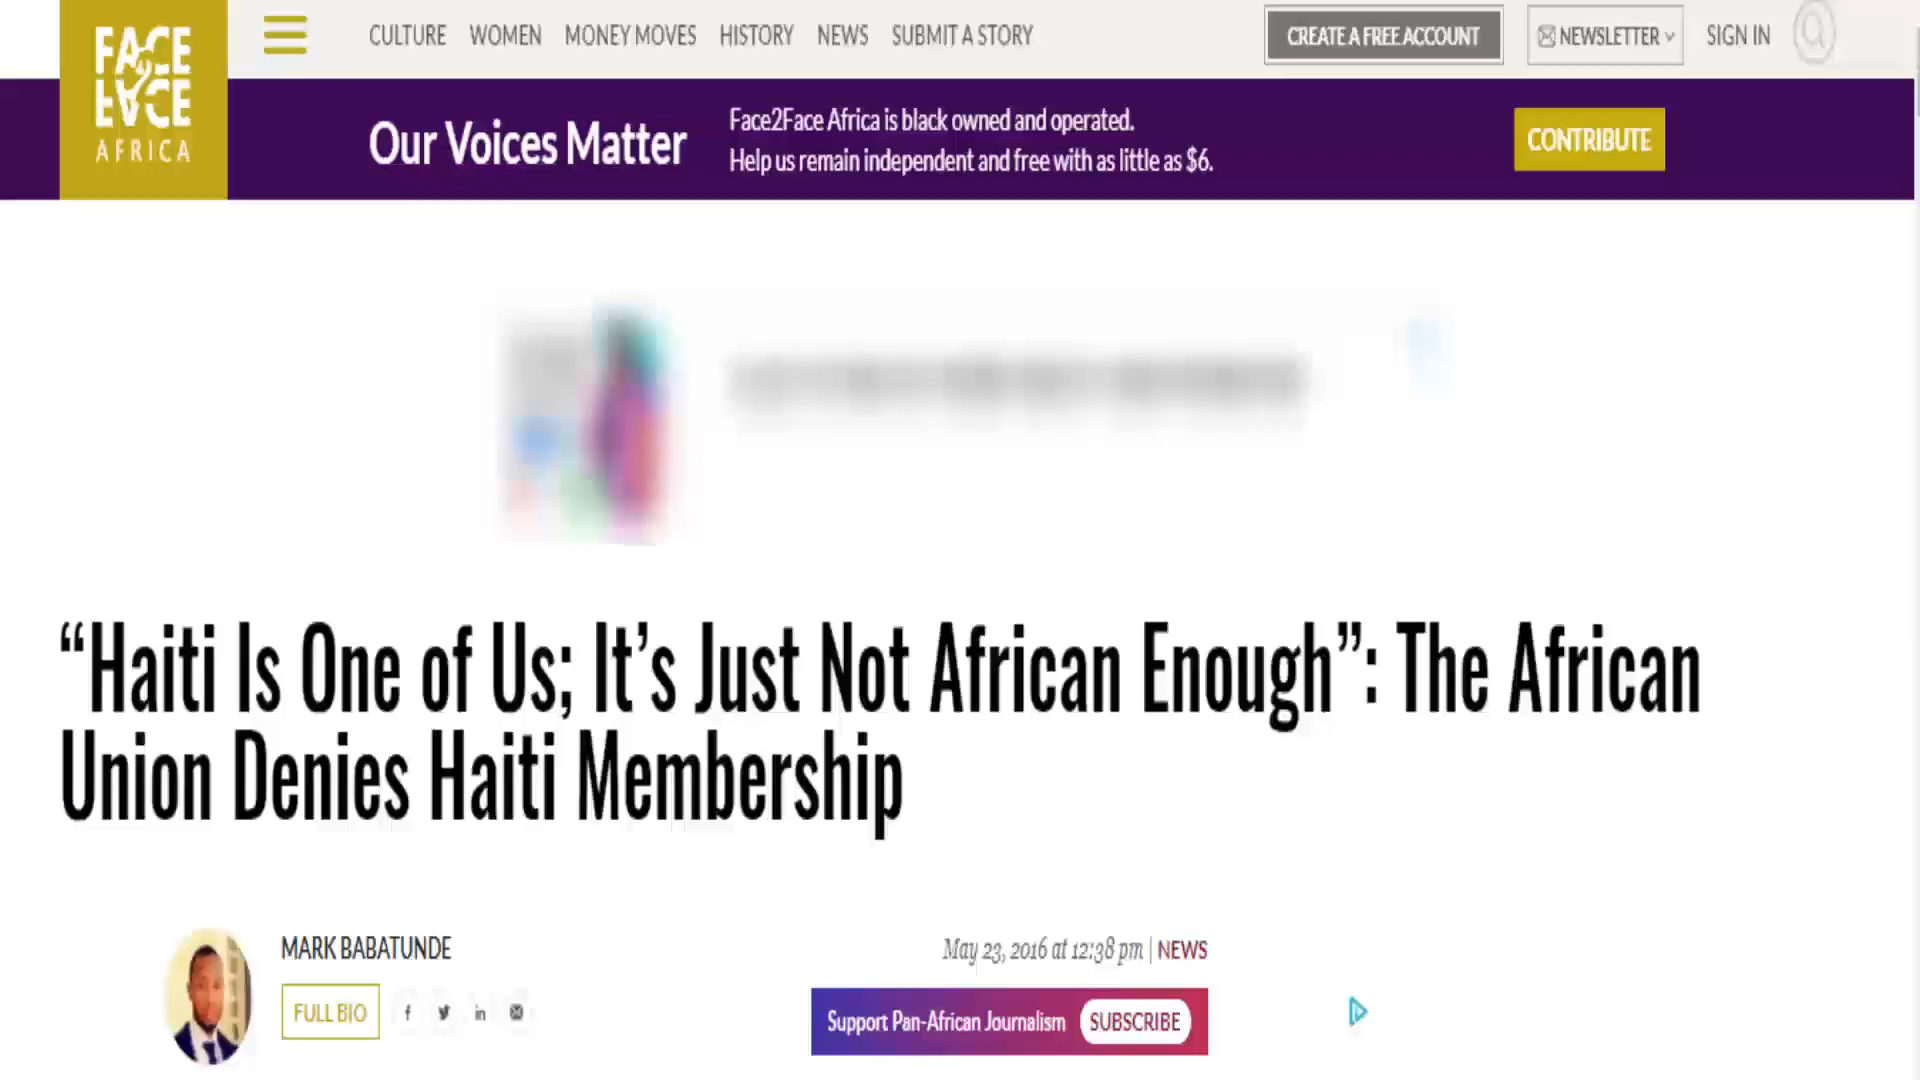 FACE
2
FACE
AFRICA
CULTURE WOMEN MONEY MOVES HISTORY NEWS SUBMIT A STORY
CREATE A FREE ACCOUNT
NEWSLETTER
SIGN IN
Our Voices Matter
Face2Face Africa is black owned and operated.
Help us remain independent and free with as little as $6.
CONTRIBUTE
“Haiti Is One of Us; It’s Just Not African Enough”: The African
Union Denies Haiti Membership
MARK BABATUNDE
FULL BIO
May 23, 2016 at 12:38 pm | NEWS
Support Pan-African Journalism SUBSCRIBE